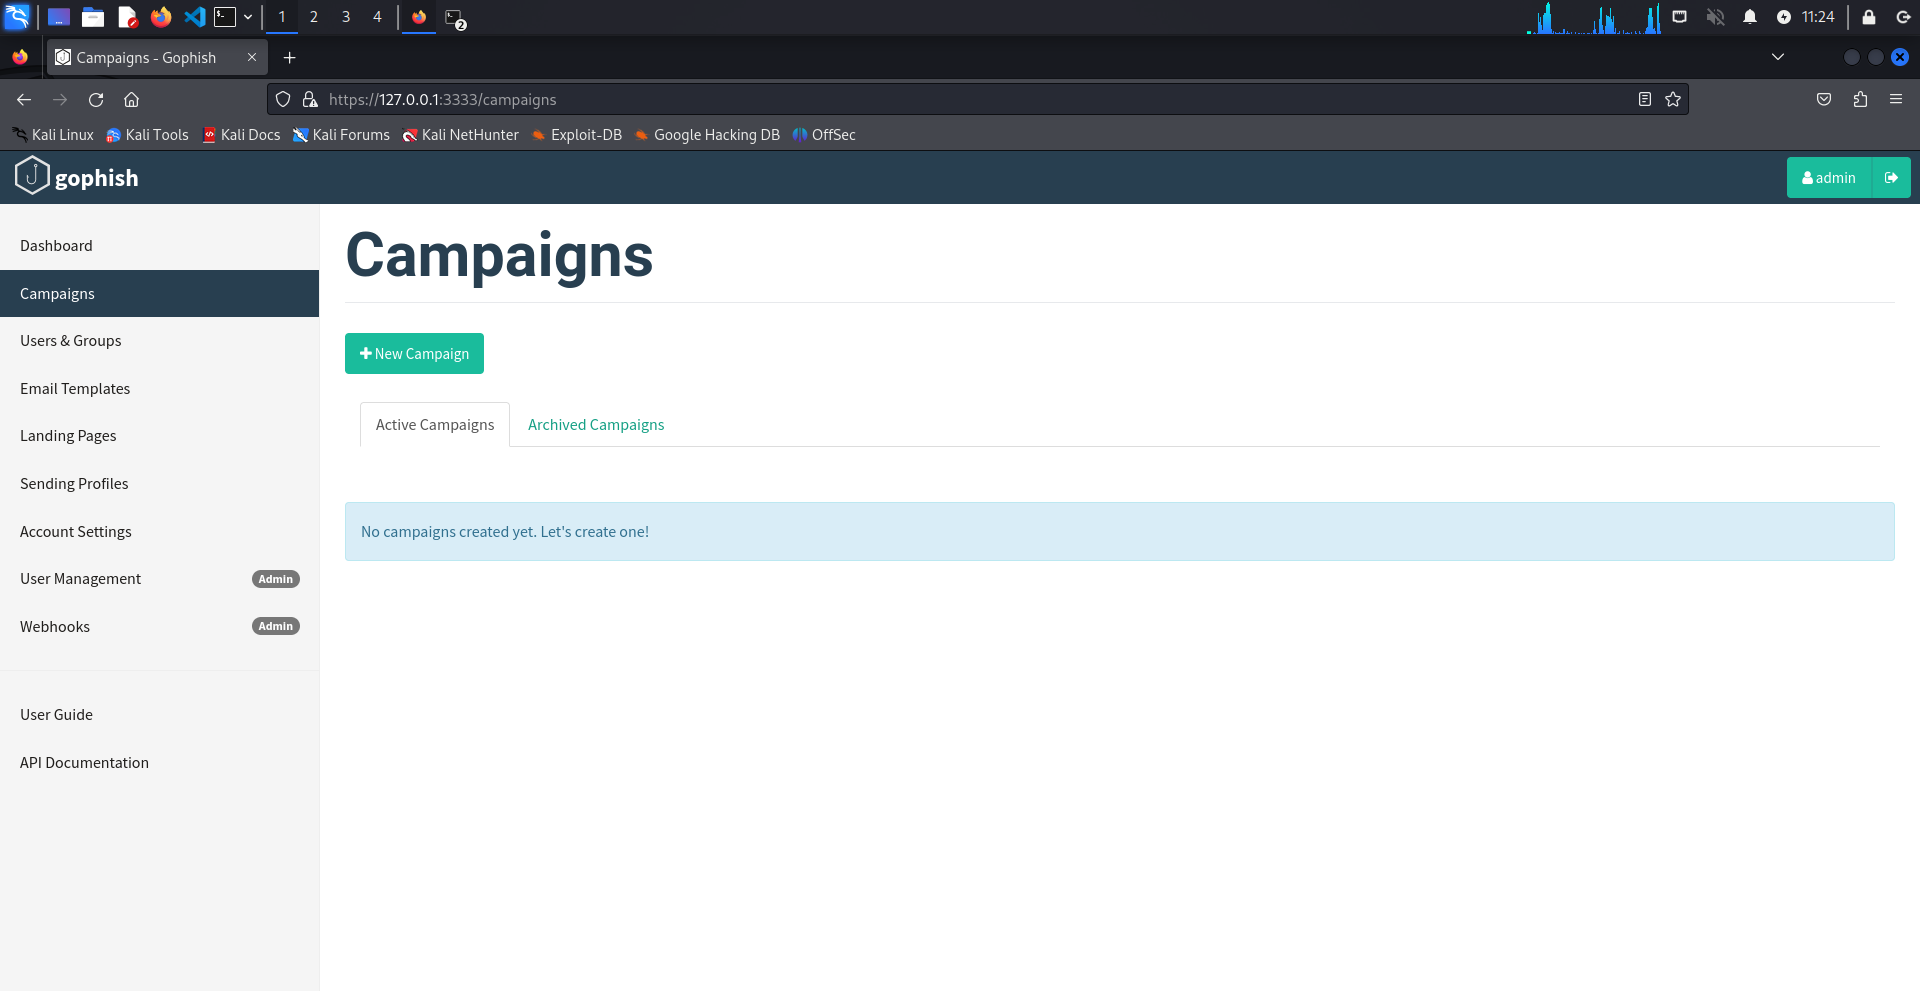 1 2 3 4 2 11:24
Campaigns - Gophish
https://127.0.0.1:3333/campaigns
Kali Linux Kali Tools Kali Docs Kali Forums Kali NetHunter Exploit-DB Google Hacking DB OffSec
gophish admin
Dashboard
Campaigns
Users & Groups
Email Templates
Landing Pages
Sending Profiles
Account Settings
User Management Admin
Webhooks Admin
User Guide
API Documentation
Campaigns
New Campaign
Active Campaigns Archived Campaigns
No campaigns created yet. Let's create one!